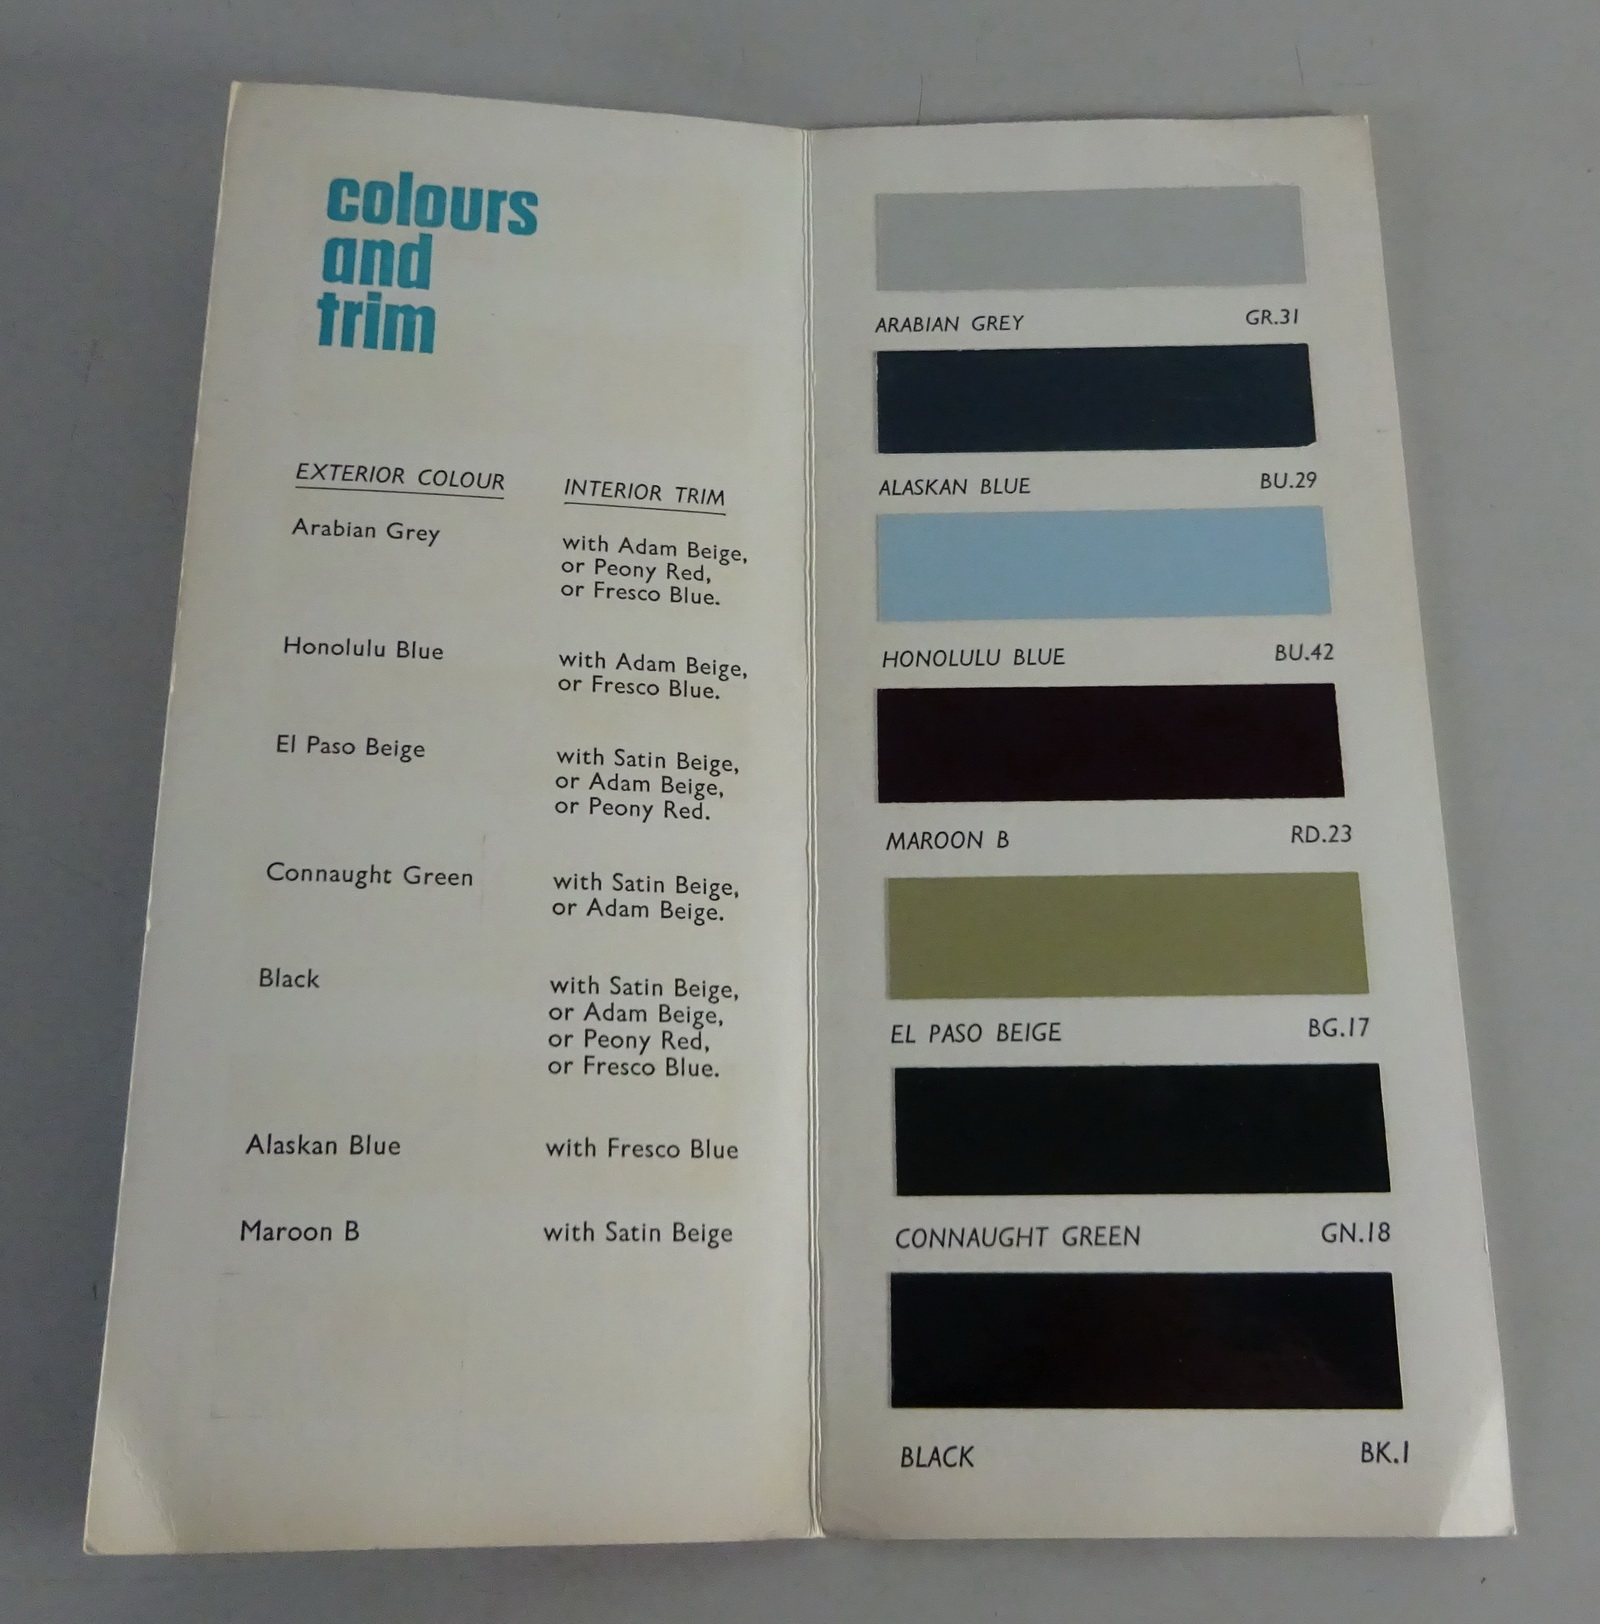 colours
and
trim
EXTERIOR COLOUR INTERIOR TRIM
Arabian Grey with Adam Beige,
or Peony Red,
or Fresco Blue.
Honolulu Blue with Adam Beige,
or Fresco Blue.
El Paso Beige with Satin Beige,
or Adam Beige,
or Peony Red.
Connaught Green with Satin Beige,
or Adam Beige.
Black with Satin Beige,
or Adam Beige,
or Peony Red,
or Fresco Blue.
Alaskan Blue with Fresco Blue
Maroon B with Satin Beige
ARABIAN GREY GR.31
ALASKAN BLUE BU.29
HONOLULU BLUE BU.42
MAROON B RD.23
EL PASO BEIGE BG.17
CONNAUGHT GREEN GN.18
BLACK BK.1